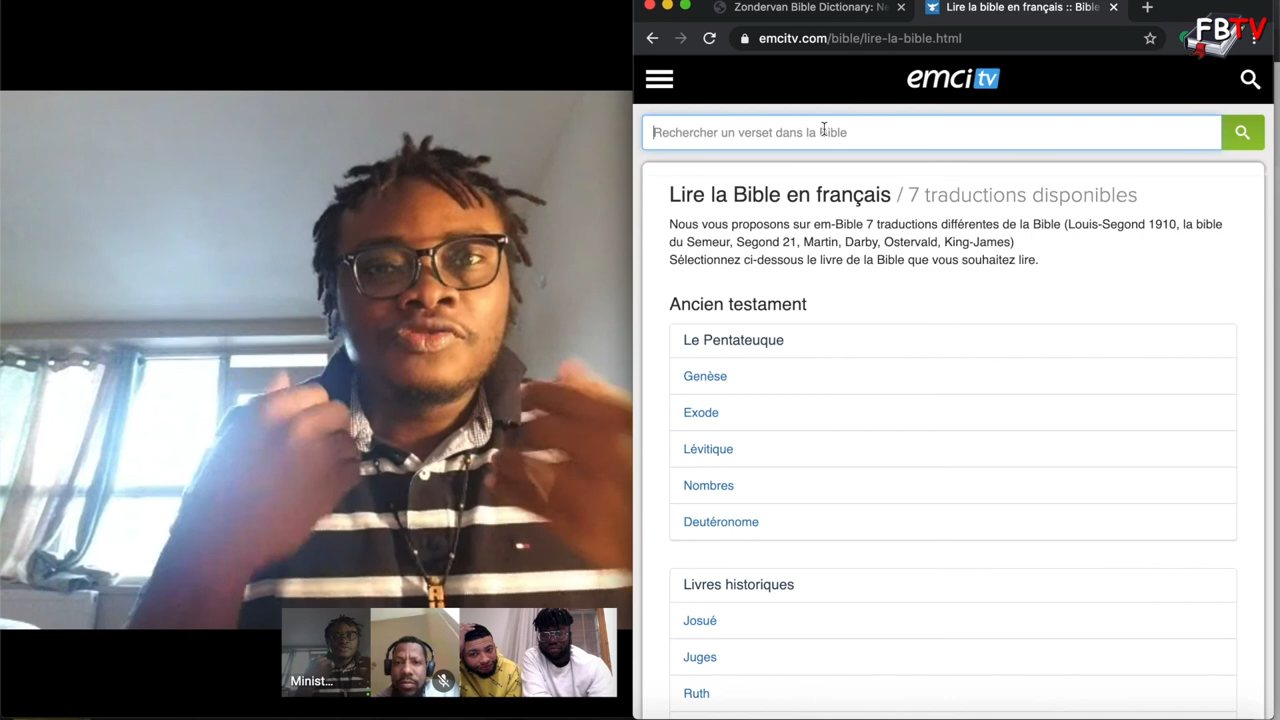 Zondervan Bible Dictionary: Ne
Lire la bible en français :: Bible
FBTV
emcitv.com/bible/lire-la-bible.html
emci tv
Rechercher un verset dans la Bible
Lire la Bible en français / 7 traductions disponibles
Nous vous proposons sur em-Bible 7 traductions différentes de la Bible (Louis-Segond 1910, la bible
du Semeur, Segond 21, Martin, Darby, Ostervald, King-James)
Sélectionnez ci-dessous le livre de la Bible que vous souhaitez lire.
Ancien testament
Le Pentateuque
Genèse
Exode
Lévitique
Nombres
Deutéronome
Livres historiques
Josué
Juges
Ruth
Minist...